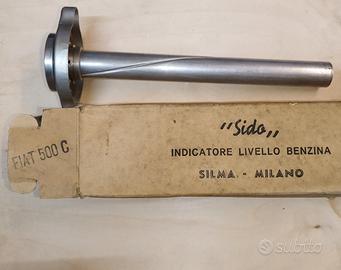 "Sido"
INDICATORE LIVELLO BENZINA
SILMA. - MILANO
FIAT 500 C
subito